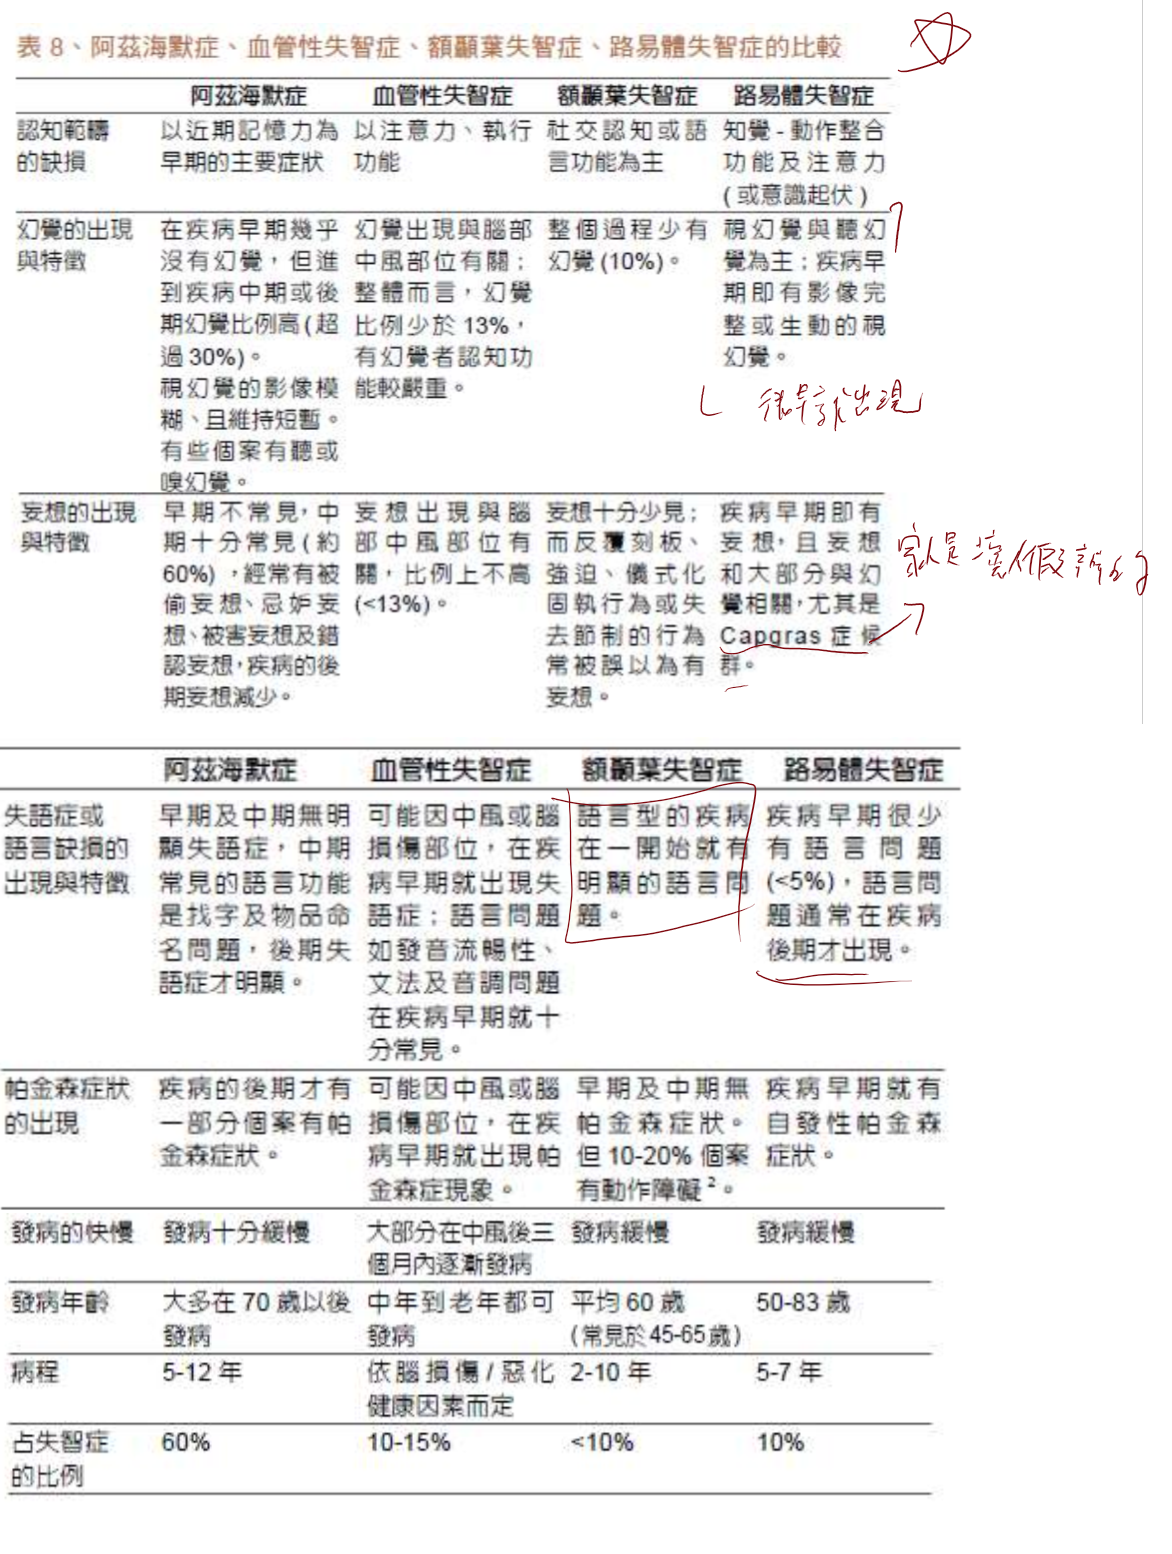 表 8、阿茲海默症、血管性失智症、額顳葉失智症、路易體失智症的比較
阿茲海默症 血管性失智症 額顳葉失智症 路易體失智症
認知範疇
的缺損
以近期記憶力為
早期的主要症狀
以注意力、執行
功能
社交認知或語
言功能為主
知覺 - 動作整合
功能及注意力
( 或意識起伏 )
幻覺的出現
與特徵
在疾病早期幾乎
沒有幻覺，但進
到疾病中期或後
期幻覺比例高 ( 超
過 30%)。
視幻覺的影像模
糊、且維持短暫。
有些個案有聽或
嗅幻覺。
幻覺出現與腦部
中風部位有關；
整體而言，幻覺
比例少於 13%，
有幻覺者認知功
能較嚴重。
整個過程少有
幻覺 (10%)。
視幻覺與聽幻
覺為主；疾病早
期即有影像完
整或生動的視
幻覺。
很早就出現
妄想的出現
與特徵
早期不常見，中
期十分常見 ( 約
60%) ，經常有被
偷妄想、忌妒妄
想、被害妄想及錯
認妄想，疾病的後
期妄想減少。
妄想出現與腦
部中風部位有
關，比例上不高
(<13%)。
妄想十分少見；
而反覆刻板、
強迫、儀式化
固執行為或失
去節制的行為
常被誤以為有
妄想。
疾病早期即有
妄想，且妄想
和大部分與幻
覺相關，尤其是
Capgras 症候
群。
家人是
阿茲海默症 血管性失智症 額顳葉失智症 路易體失智症
失語症或
語言缺損的
出現與特徵
早期及中期無明
顯失語症，中期
常見的語言功能
是找字及物品命
名問題，後期失
語症才明顯。
可能因中風或腦
損傷部位，在疾
病早期就出現失
語症；語言問題
如發音流暢性、
文法及音調問題
在疾病早期就十
分常見。
語言型的疾病
在一開始就有
明顯的語言問
題。
疾病早期很少
有語言問題
(<5%)，語言問
題通常在疾病
後期才出現。
帕金森症狀
的出現
疾病的後期才有
一部分個案有帕
金森症狀。
可能因中風或腦
損傷部位，在疾
病早期就出現帕
金森症現象。
早期及中期無
帕金森症狀。
但 10-20% 個案
有動作障礙 ²。
疾病早期就有
自發性帕金森
症狀。
發病的快慢
發病十分緩慢
大部分在中風後三
個月內逐漸發病
發病緩慢
發病緩慢
發病年齡
大多在 70 歲以後
發病
中年到老年都可
發病
平均 60 歲
( 常見於 45-65 歲 )
50-83 歲
病程
5-12 年
依腦損傷 / 惡化
健康因素而定
2-10 年
5-7 年
占失智症
的比例
60%
10-15%
<10%
10%